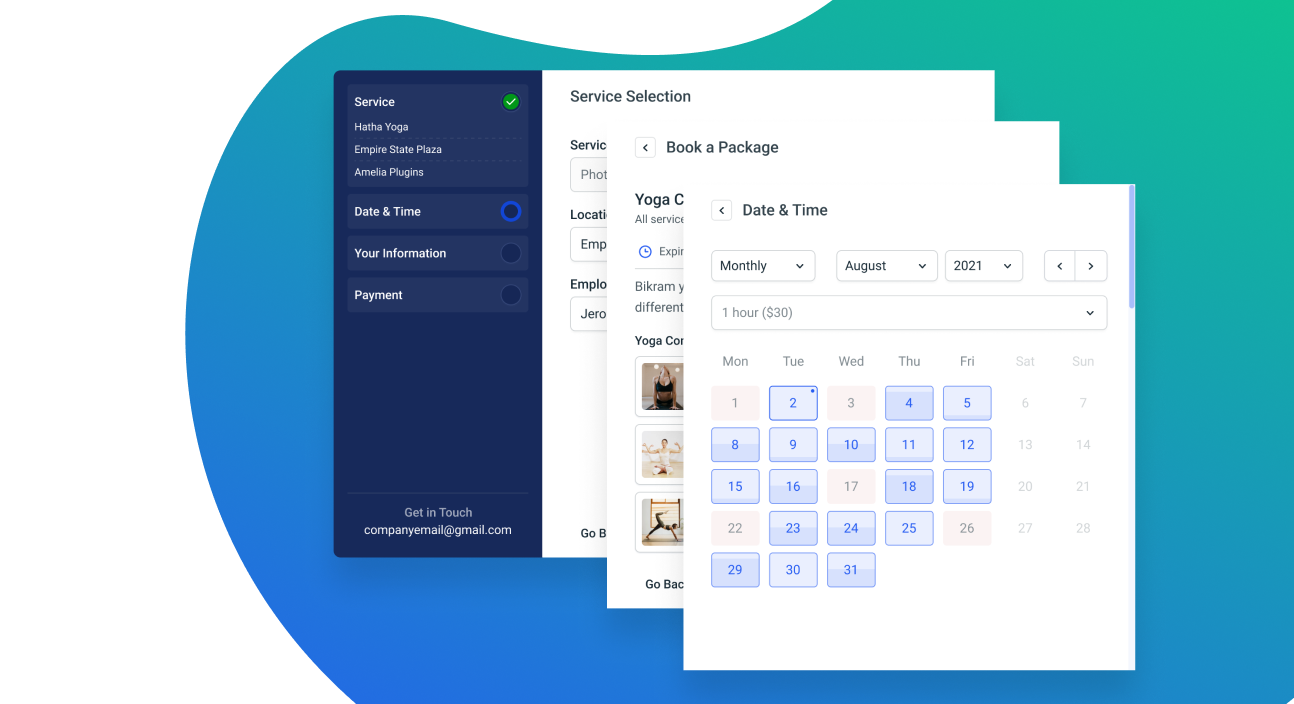 Service
Hatha Yoga
Empire State Plaza
Amelia Plugins
Date & Time
Your Information
Payment
Get in Touch
companyemail@gmail.com
Service Selection
Servic
Phot
Locati
Emp
Emplo
Jero
Go B
Book a Package
Yoga C
All service
Expir
Bikram y
different
Yoga Cor
Go Bac
Date & Time
Monthly August 2021
1 hour ($30)
Mon Tue Wed Thu Fri Sat Sun
1 2 3 4 5 6 7
8 9 10 11 12 13 14
15 16 17 18 19 20 21
22 23 24 25 26 27 28
29 30 31